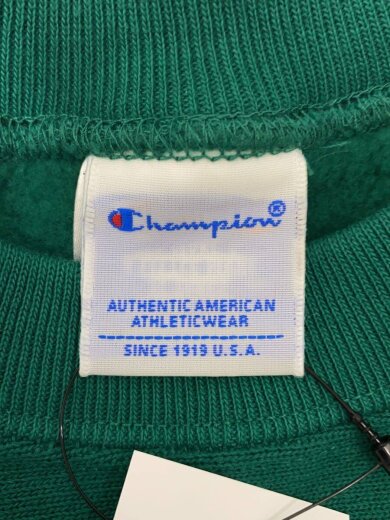 Champion®
AUTHENTIC AMERICAN
ATHLETICWEAR
SINCE 1919 U.S.A.